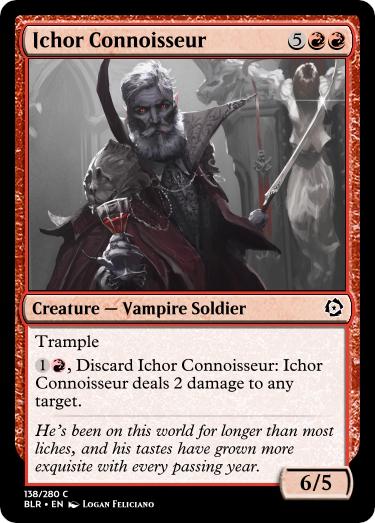 Ichor Connoisseur 5RR
Creature — Vampire Soldier
Trample
1R, Discard Ichor Connoisseur: Ichor
Connoisseur deals 2 damage to any
target.
He's been on this world for longer than most
liches, and his tastes have grown more
exquisite with every passing year.
6/5
138/280 C
BLR • EN Logan Feliciano